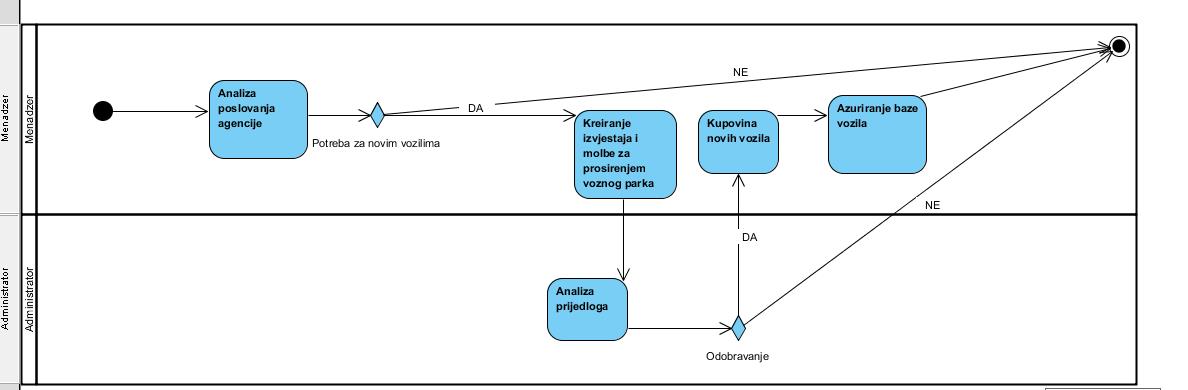 Menadzer
Menadzer
Analiza
poslovanja
agencije
Potreba za novim vozilima
DA
NE
Kreiranje
izvjestaja i
molbe za
prosirenjem
voznog parka
Kupovina
novih vozila
Azuriranje baze
vozila
NE
DA
Administrator
Administrator
Analiza
prijedloga
Odobravanje